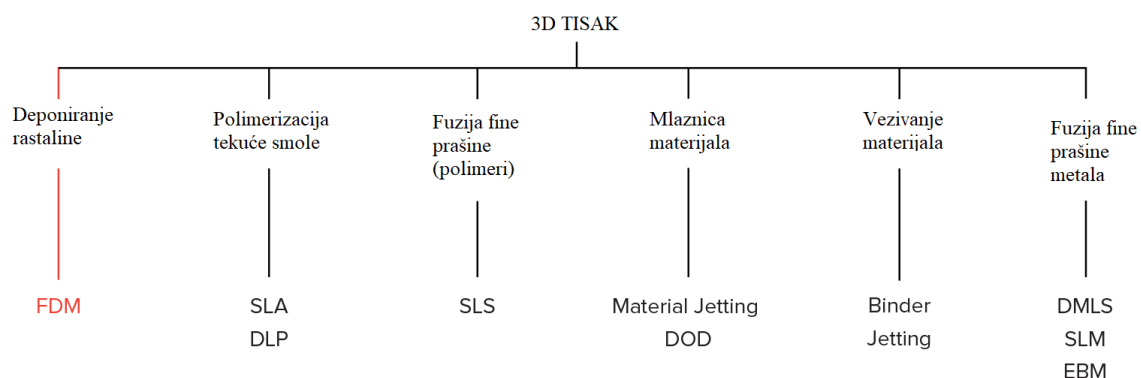 3D TISAK
Deponiranje
rastaline
Polimerizacija
tekuće smole
Fuzija fine
prašine
(polimeri)
Mlaznica
materijala
Vezivanje
materijala
Fuzija fine
prašine
metala
FDM
SLA
DLP
SLS
Material Jetting
DOD
Binder
Jetting
DMLS
SLM
EBM